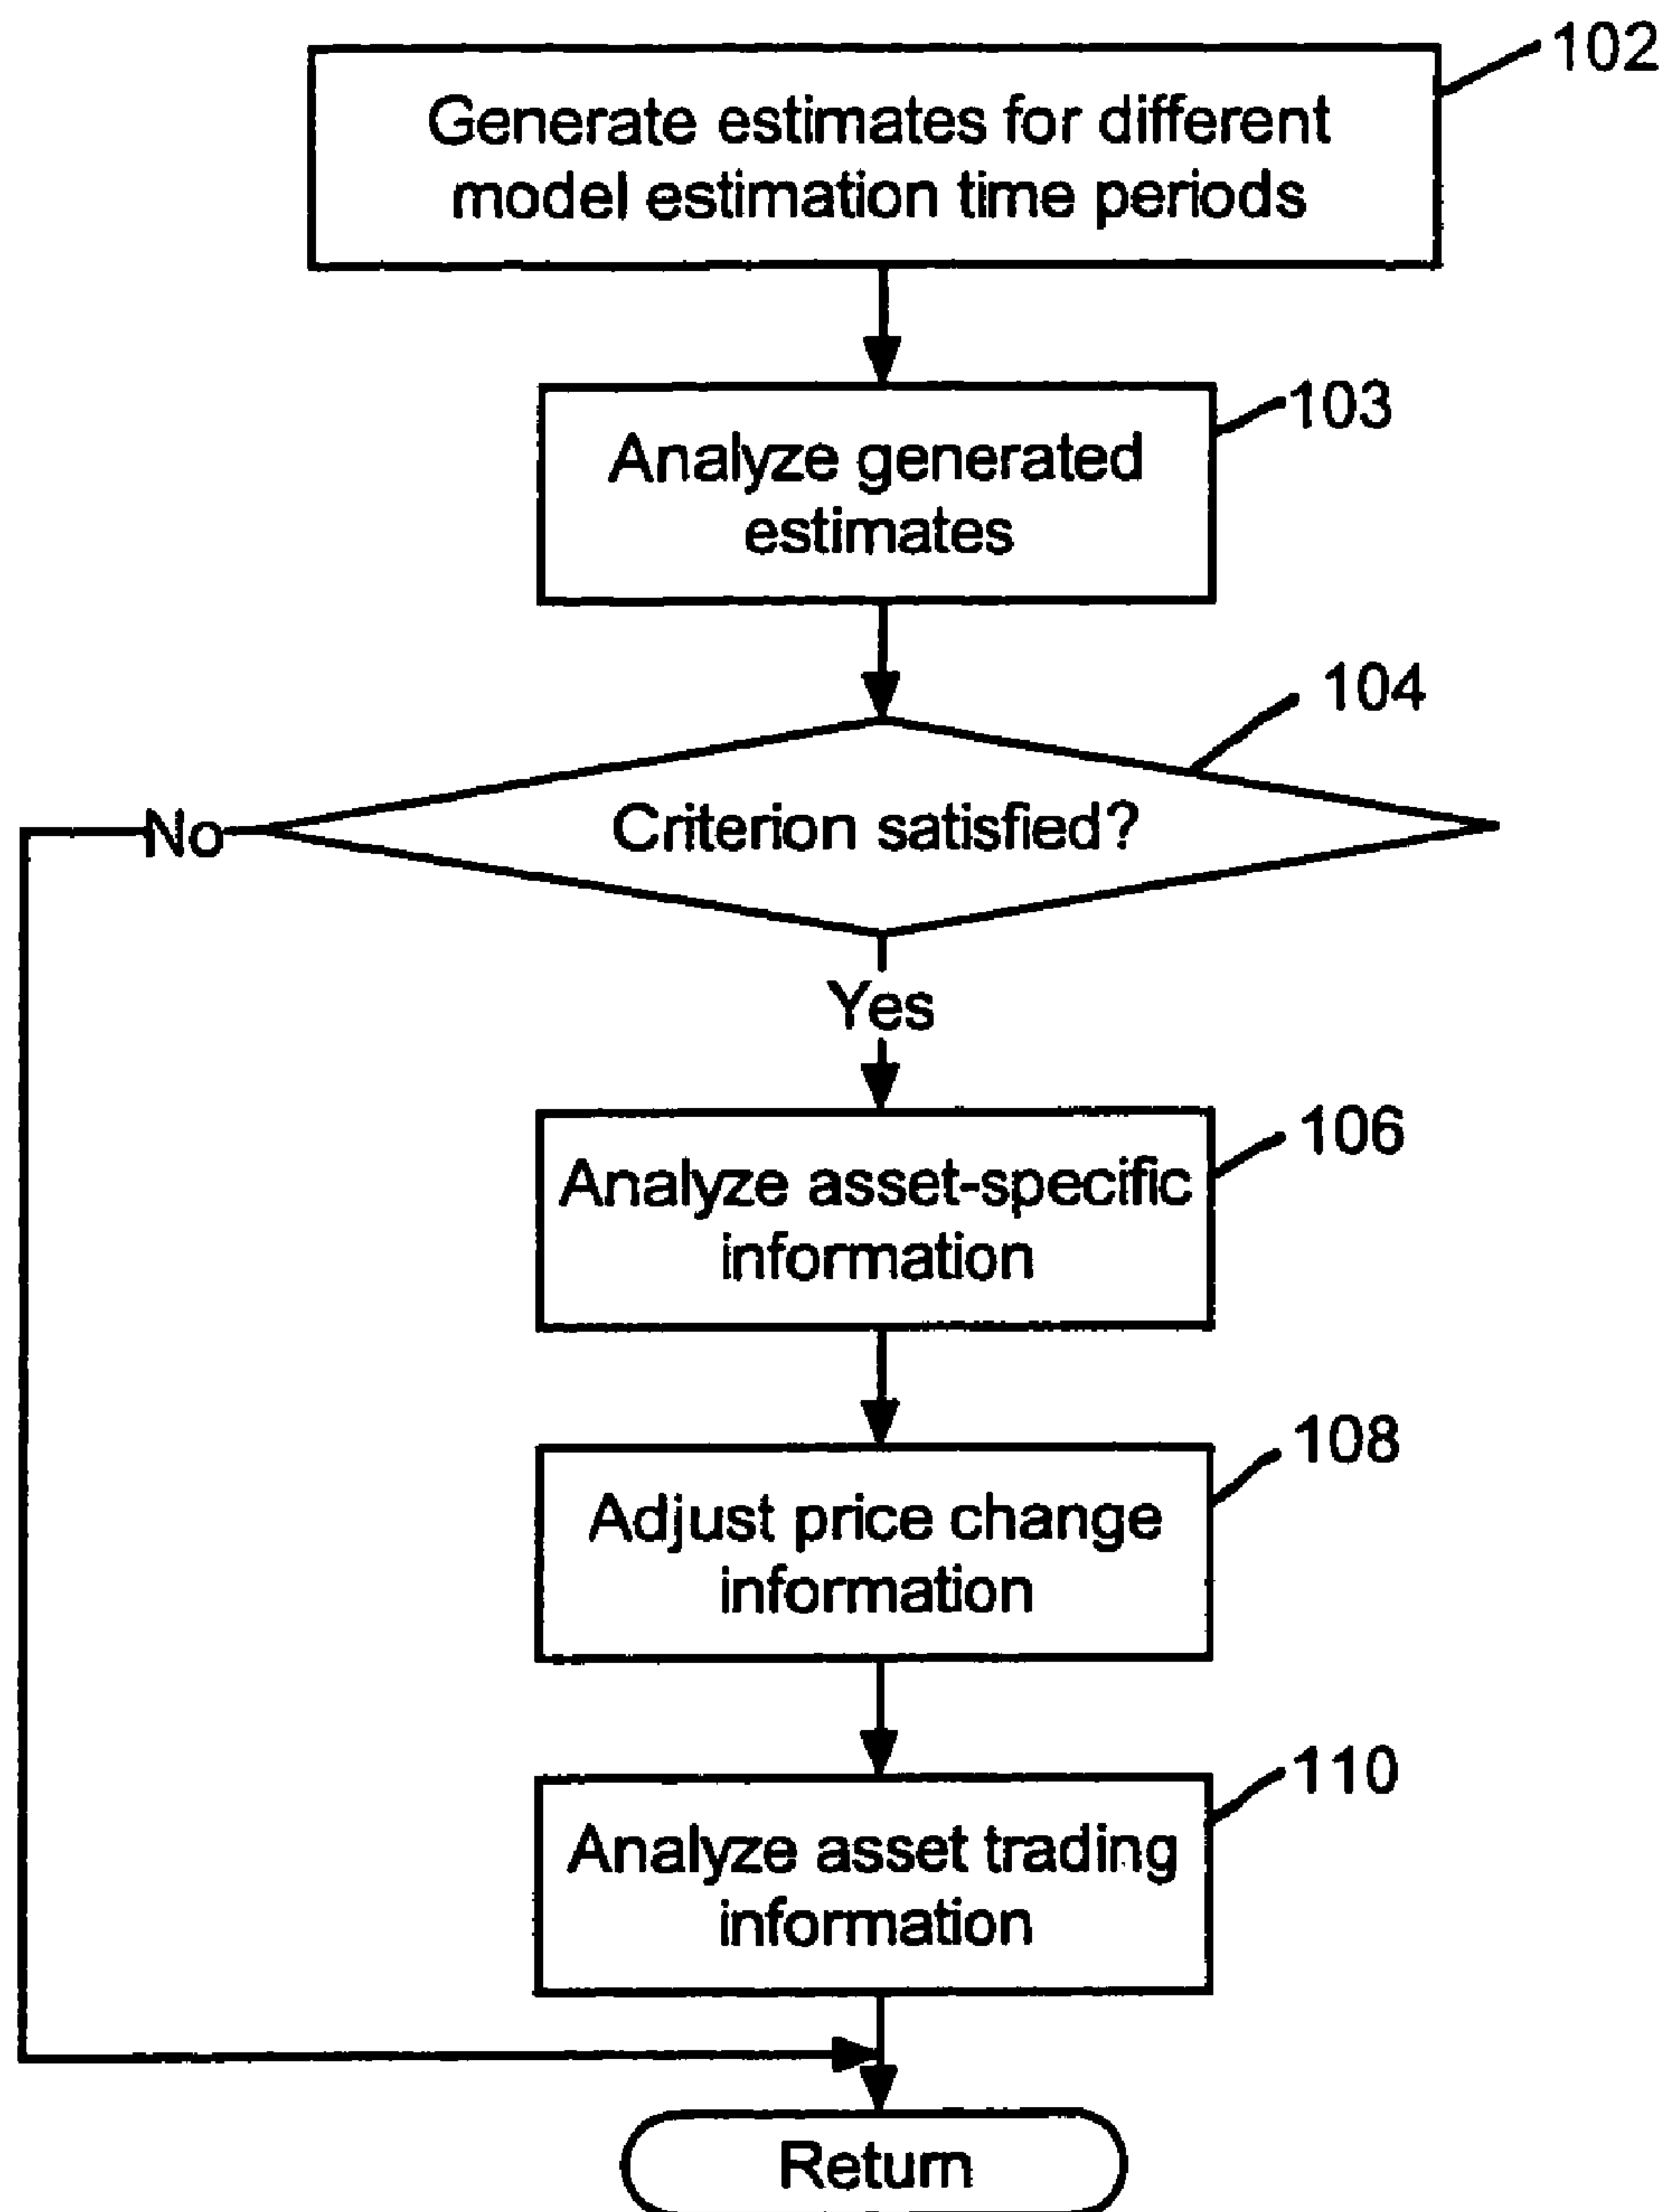 102
Generate estimates for different
model estimation time periods
103
Analyze generated
estimates
104
Criterion satisfied?
No
Yes
106
Analyze asset-specific
information
108
Adjust price change
information
110
Analyze asset trading
information
Return